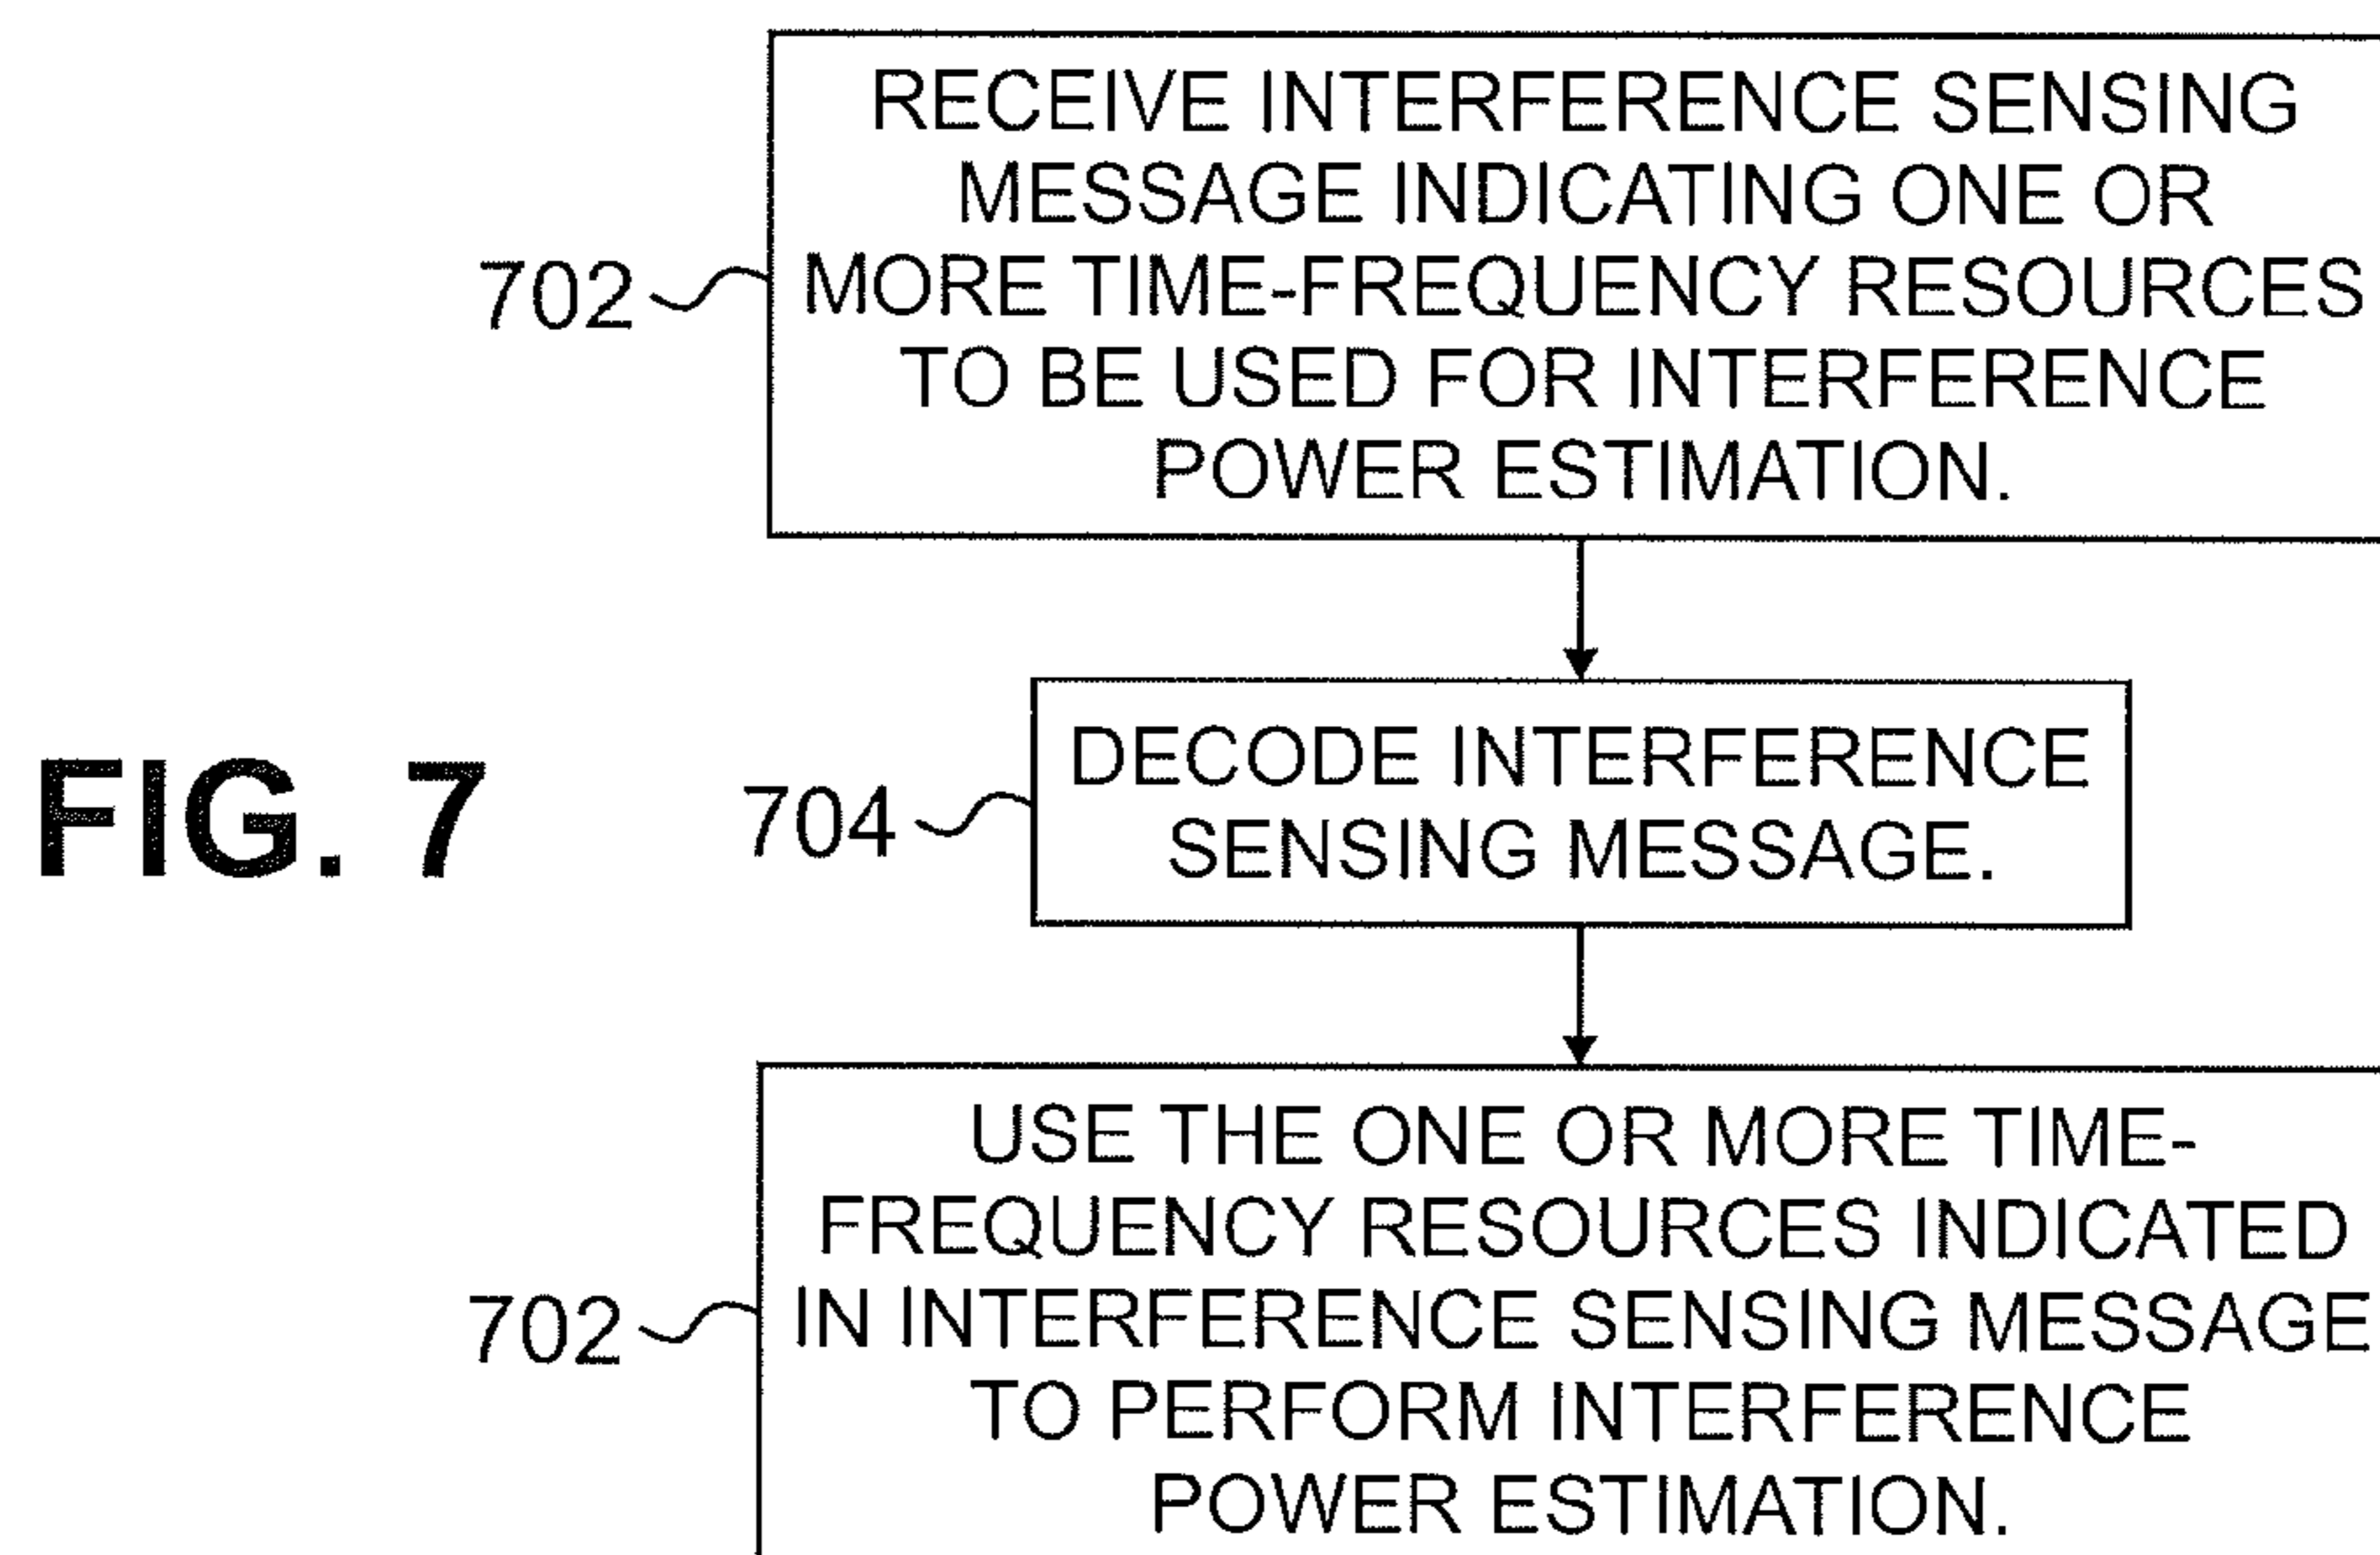 RECEIVE INTERFERENCE SENSING
MESSAGE INDICATING ONE OR
MORE TIME-FREQUENCY RESOURCES
TO BE USED FOR INTERFERENCE
POWER ESTIMATION.
702
DECODE INTERFERENCE
SENSING MESSAGE.
704
FIG. 7
USE THE ONE OR MORE TIME-
FREQUENCY RESOURCES INDICATED
IN INTERFERENCE SENSING MESSAGE
TO PERFORM INTERFERENCE
POWER ESTIMATION.
702